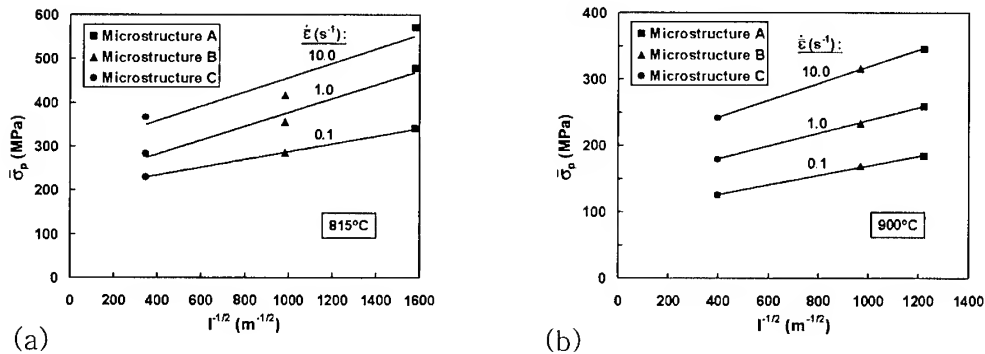 600
500
400
300
200
100
0
0 200 400 600 800 1000 1200 1400 1600
σ̄p (MPa)
l-1/2 (m-1/2)
Microstructure A
Microstructure B
Microstructure C
ε̇ (s-1) :
10.0
1.0
0.1
815°C
(a)
400
300
200
100
0
0 200 400 600 800 1000 1200 1400
σ̄p (MPa)
l-1/2 (m-1/2)
Microstructure A
Microstructure B
Microstructure C
ε̄̇ (s-1) :
10.0
1.0
0.1
900°C
(b)